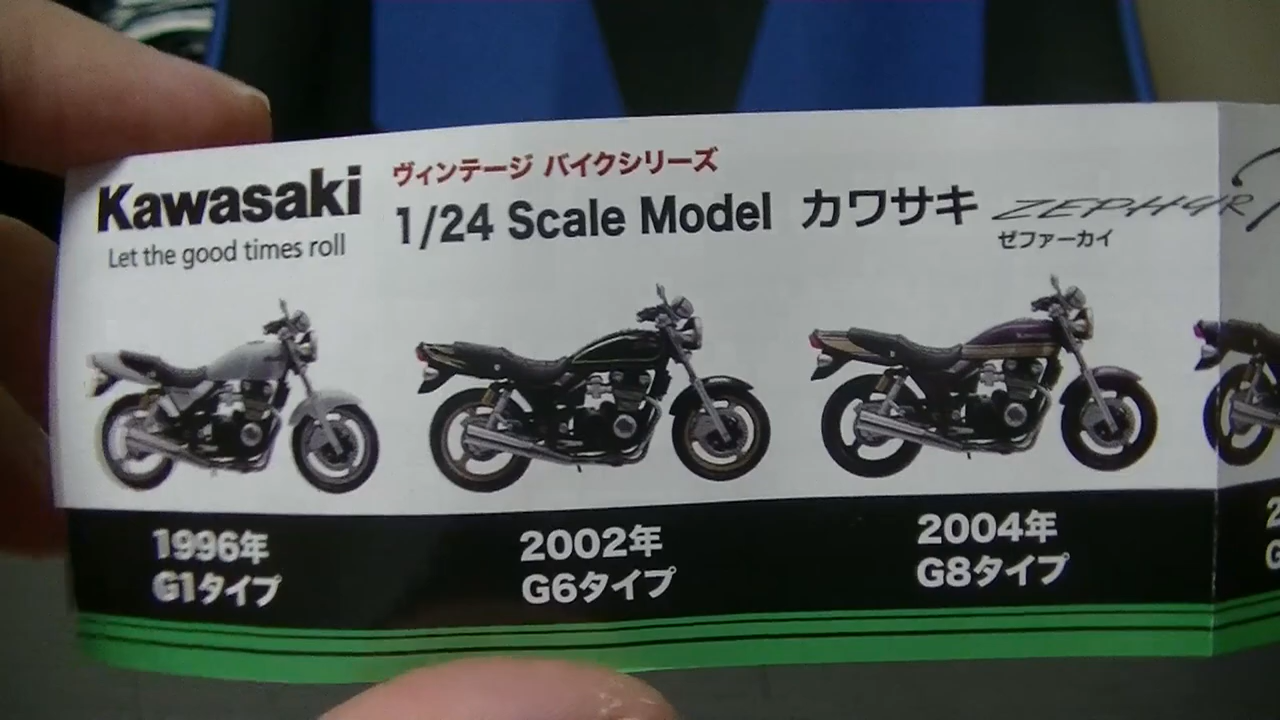 Kawasaki
Let the good times roll
ヴィンテージ バイクシリーズ
1/24 Scale Model カワサキ ZEPHYR
ゼファーカイ
1996年
G1タイプ
2002年
G6タイプ
2004年
G8タイプ
2
G